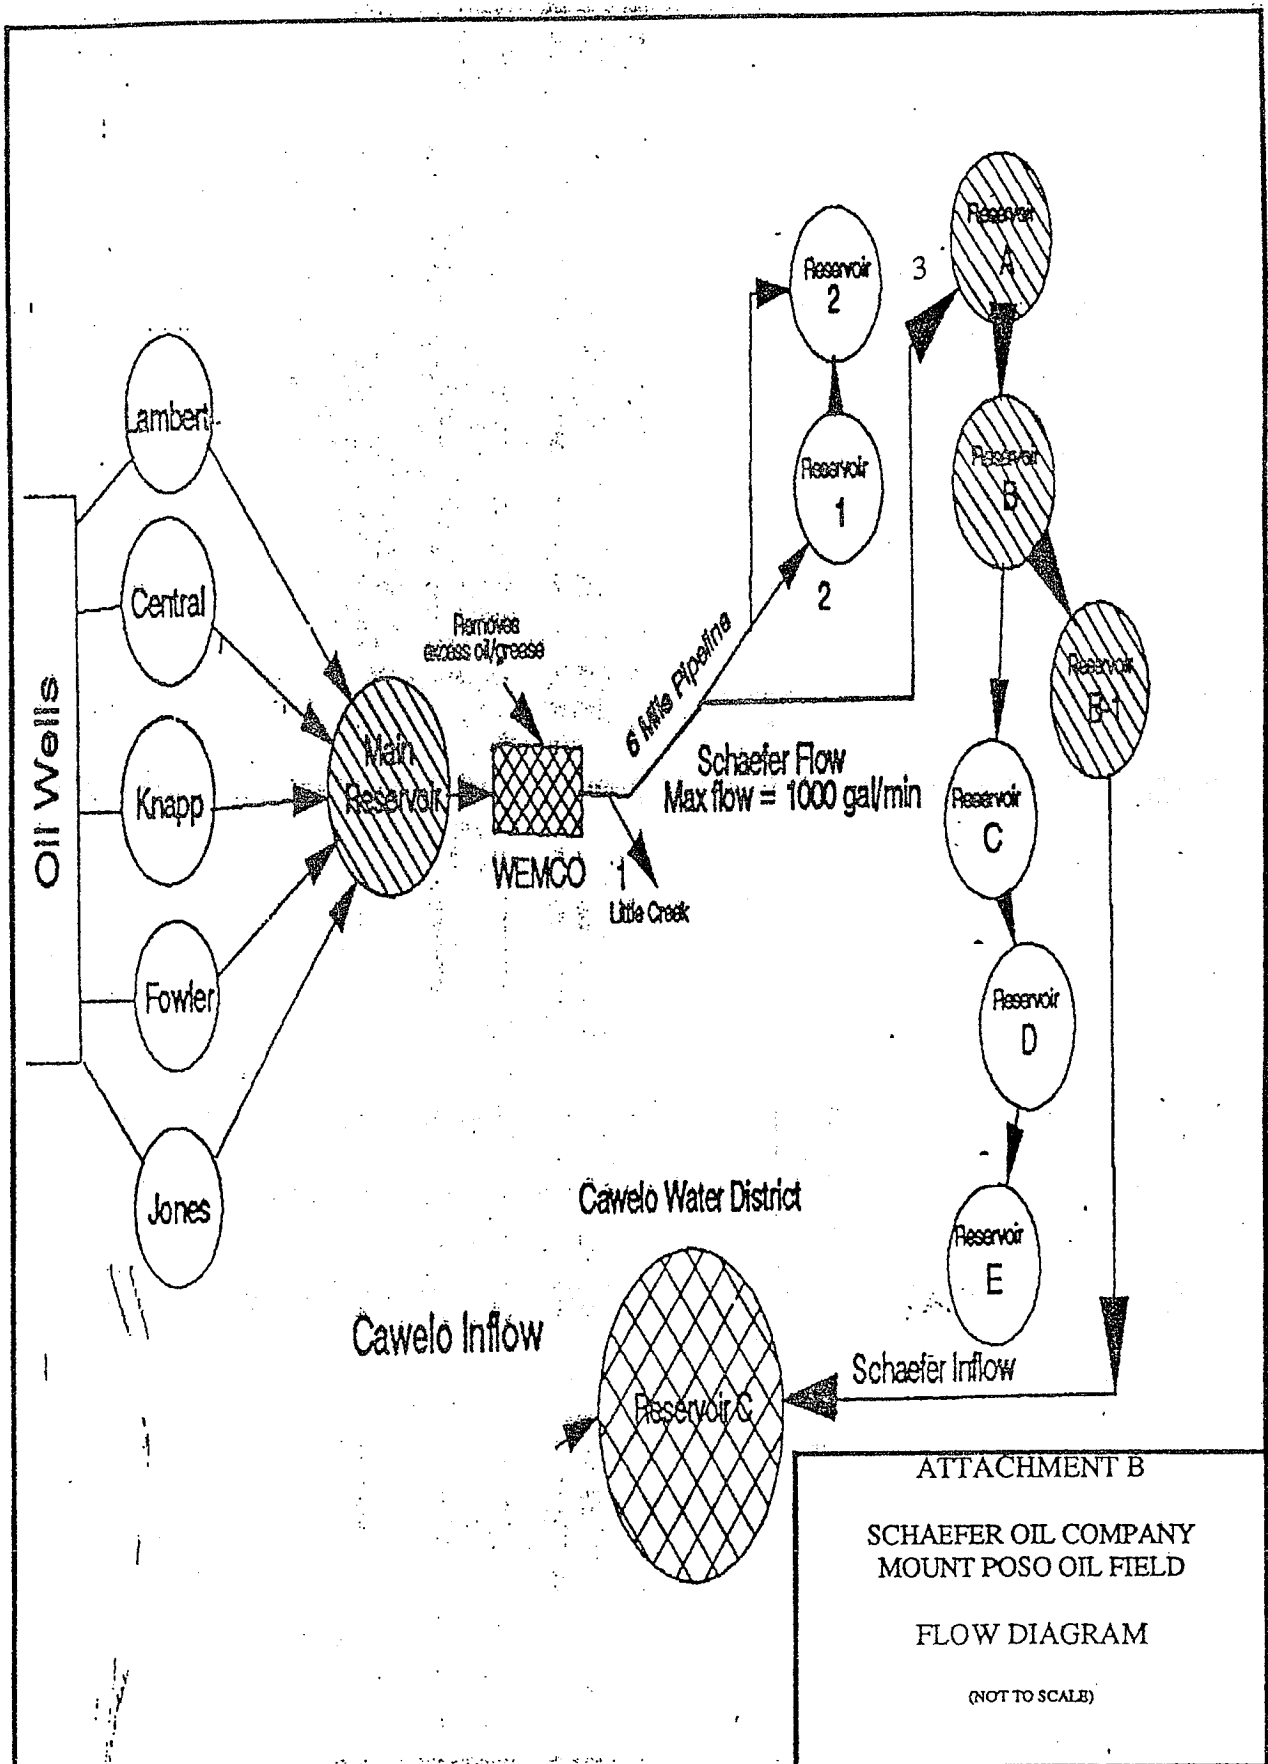 Oil Wells
Lambert
Central
Knapp
Fowler
Jones
Main
Reservoir
Removes
excess oil/grease
WEMCO
1
Little Creek
6 Mile Pipeline
Schaefer Flow
Max flow = 1000 gal/min
2
Reservoir
1
Reservoir
2
3
Reservoir
A
Reservoir
B
Reservoir
B-1
Reservoir
C
Reservoir
D
Reservoir
E
Cawelo Water District
Cawelo Inflow
Reservoir C
Schaefer Inflow
ATTACHMENT B
SCHAEFER OIL COMPANY
MOUNT POSO OIL FIELD
FLOW DIAGRAM
(NOT TO SCALE)